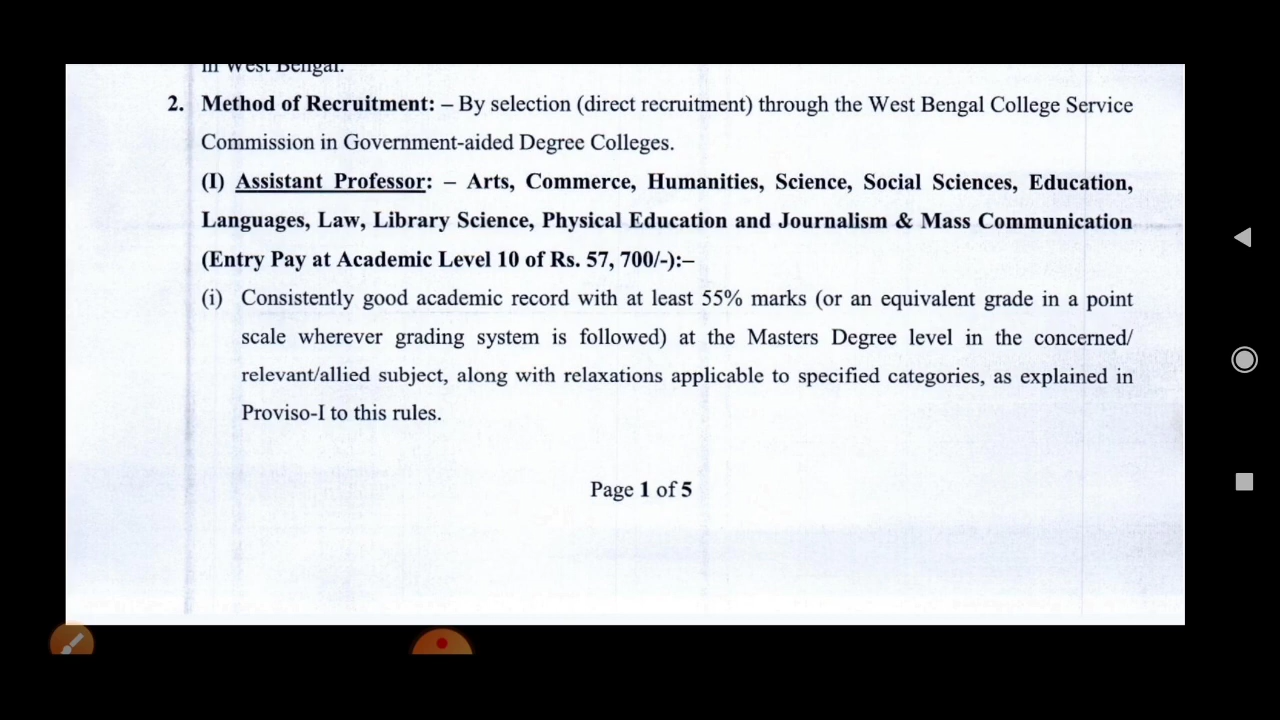 in West Bengal.
2. Method of Recruitment: – By selection (direct recruitment) through the West Bengal College Service
Commission in Government-aided Degree Colleges.
(I) Assistant Professor: – Arts, Commerce, Humanities, Science, Social Sciences, Education,
Languages, Law, Library Science, Physical Education and Journalism & Mass Communication
(Entry Pay at Academic Level 10 of Rs. 57, 700/-):–
(i) Consistently good academic record with at least 55% marks (or an equivalent grade in a point
scale wherever grading system is followed) at the Masters Degree level in the concerned/
relevant/allied subject, along with relaxations applicable to specified categories, as explained in
Proviso-I to this rules.
Page 1 of 5